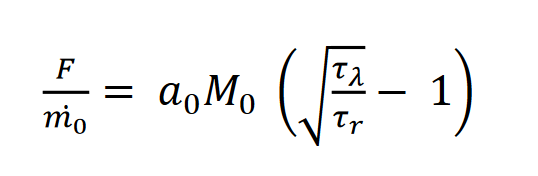 F/ṁ₀ = a₀M₀ (√(τ_λ/τ_r) − 1)